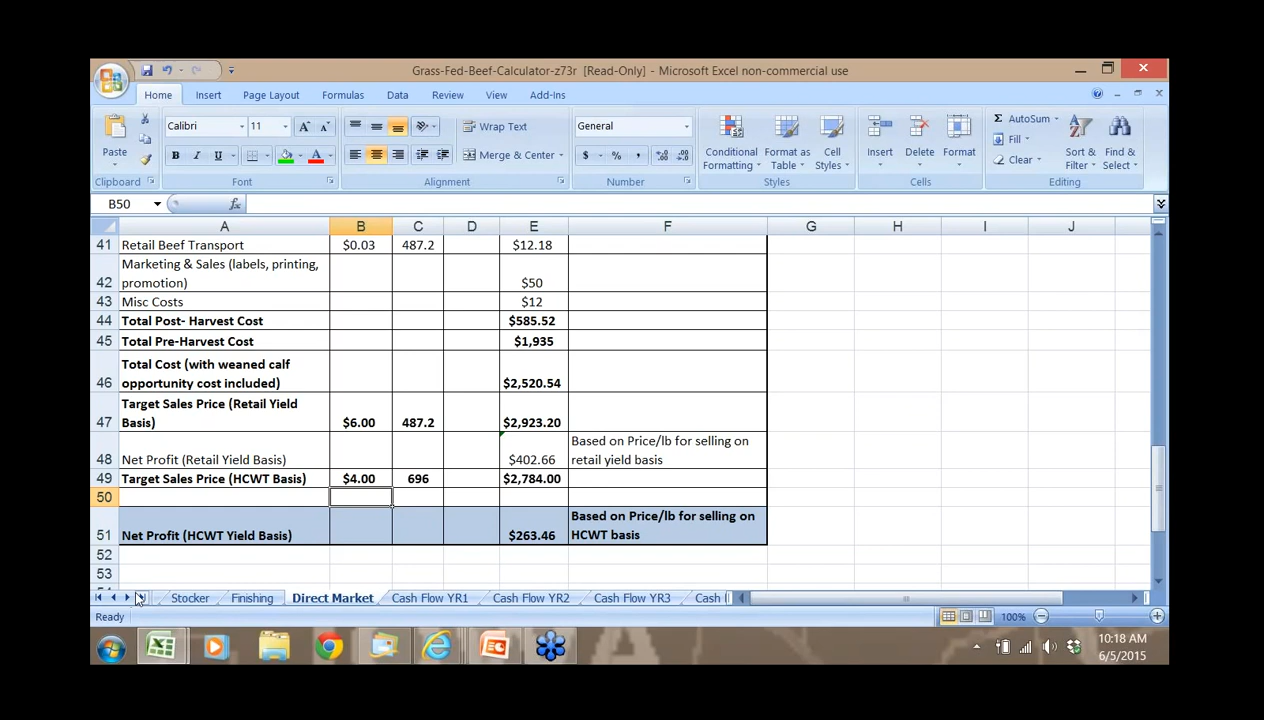 Grass-Fed-Beef-Calculator-z73r [Read-Only] - Microsoft Excel non-commercial use
Home Insert Page Layout Formulas Data Review View Add-Ins
Calibri 11 General
Paste
B I U
Wrap Text
Merge & Center
$ % ,
Conditional Formatting
Format as Table
Cell Styles
Insert Delete Format
AutoSum
Fill
Clear
Sort & Filter
Find & Select
Clipboard Font Alignment Number Styles Cells Editing
B50 fx
A B C D E F G H I J
41 Retail Beef Transport $0.03 487.2 $12.18
Marketing & Sales (labels, printing,
42 promotion) $50
43 Misc Costs $12
44 Total Post- Harvest Cost $585.52
45 Total Pre-Harvest Cost $1,935
Total Cost (with weaned calf
46 opportunity cost included) $2,520.54
Target Sales Price (Retail Yield
47 Basis) $6.00 487.2 $2,923.20
Based on Price/lb for selling on
48 Net Profit (Retail Yield Basis) $402.66 retail yield basis
49 Target Sales Price (HCWT Basis) $4.00 696 $2,784.00
50
Based on Price/lb for selling on
51 Net Profit (HCWT Yield Basis) $263.46 HCWT basis
52
53
Stocker Finishing Direct Market Cash Flow YR1 Cash Flow YR2 Cash Flow YR3 Cash
Ready 100%
10:18 AM
6/5/2015